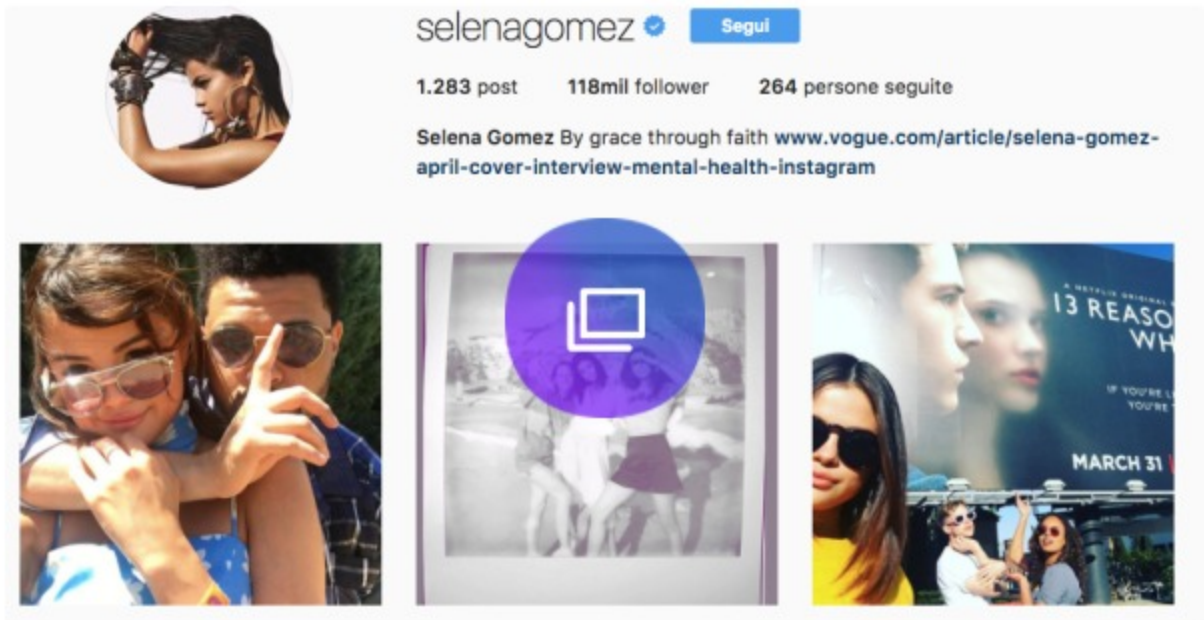 selenagomez
Segui
1.283 post 118mil follower 264 persone seguite
Selena Gomez By grace through faith www.vogue.com/article/selena-gomez-
april-cover-interview-mental-health-instagram
A NETFLIX ORIGINAL
13 REASO
WH
IF YOU'RE L
YOU'RE
MARCH 31